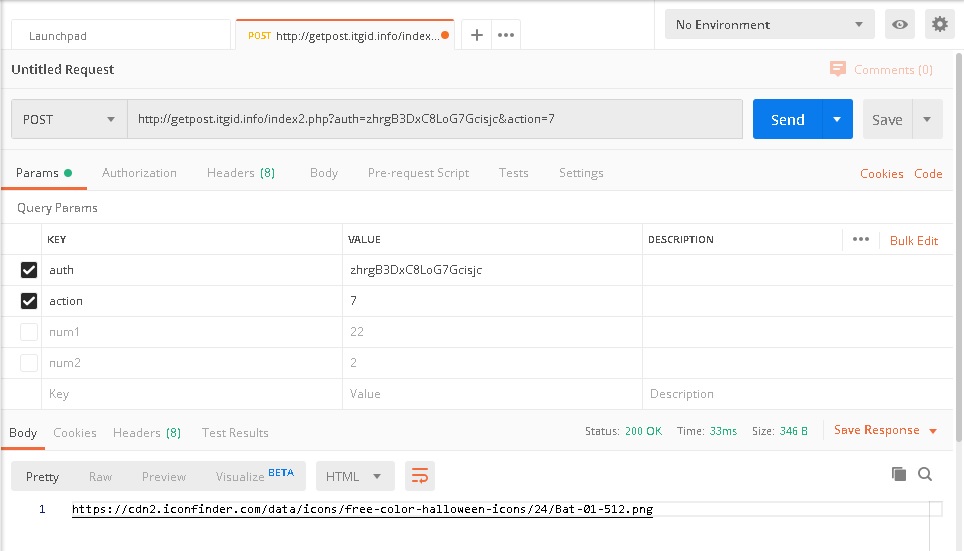 Launchpad
POST http://getpost.itgid.info/index...
No Environment
Untitled Request
Comments (0)
POST
http://getpost.itgid.info/index2.php?auth=zhrgB3DxC8LoG7Gcisjc&action=7
Send
Save
Params
Authorization
Headers (8)
Body
Pre-request Script
Tests
Settings
Cookies
Code
Query Params
KEY
VALUE
DESCRIPTION
Bulk Edit
auth
zhrgB3DxC8LoG7Gcisjc
action
7
num1
22
num2
2
Key
Value
Description
Body
Cookies
Headers (8)
Test Results
Status: 200 OK
Time: 33ms
Size: 346 B
Save Response
Pretty
Raw
Preview
Visualize BETA
HTML
1
https://cdn2.iconfinder.com/data/icons/free-color-halloween-icons/24/Bat-01-512.png